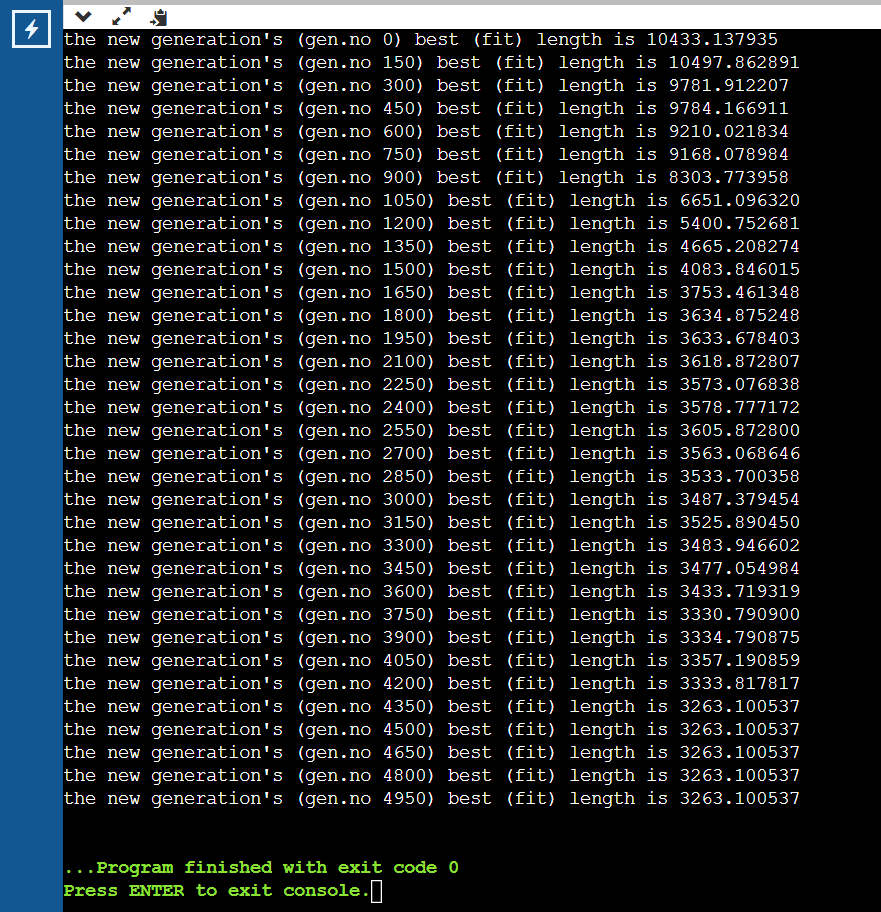 the new generation's (gen.no 0) best (fit) length is 10433.137935
the new generation's (gen.no 150) best (fit) length is 10497.862891
the new generation's (gen.no 300) best (fit) length is 9781.912207
the new generation's (gen.no 450) best (fit) length is 9784.166911
the new generation's (gen.no 600) best (fit) length is 9210.021834
the new generation's (gen.no 750) best (fit) length is 9168.078984
the new generation's (gen.no 900) best (fit) length is 8303.773958
the new generation's (gen.no 1050) best (fit) length is 6651.096320
the new generation's (gen.no 1200) best (fit) length is 5400.752681
the new generation's (gen.no 1350) best (fit) length is 4665.208274
the new generation's (gen.no 1500) best (fit) length is 4083.846015
the new generation's (gen.no 1650) best (fit) length is 3753.461348
the new generation's (gen.no 1800) best (fit) length is 3634.875248
the new generation's (gen.no 1950) best (fit) length is 3633.678403
the new generation's (gen.no 2100) best (fit) length is 3618.872807
the new generation's (gen.no 2250) best (fit) length is 3573.076838
the new generation's (gen.no 2400) best (fit) length is 3578.777172
the new generation's (gen.no 2550) best (fit) length is 3605.872800
the new generation's (gen.no 2700) best (fit) length is 3563.068646
the new generation's (gen.no 2850) best (fit) length is 3533.700358
the new generation's (gen.no 3000) best (fit) length is 3487.379454
the new generation's (gen.no 3150) best (fit) length is 3525.890450
the new generation's (gen.no 3300) best (fit) length is 3483.946602
the new generation's (gen.no 3450) best (fit) length is 3477.054984
the new generation's (gen.no 3600) best (fit) length is 3433.719319
the new generation's (gen.no 3750) best (fit) length is 3330.790900
the new generation's (gen.no 3900) best (fit) length is 3334.790875
the new generation's (gen.no 4050) best (fit) length is 3357.190859
the new generation's (gen.no 4200) best (fit) length is 3333.817817
the new generation's (gen.no 4350) best (fit) length is 3263.100537
the new generation's (gen.no 4500) best (fit) length is 3263.100537
the new generation's (gen.no 4650) best (fit) length is 3263.100537
the new generation's (gen.no 4800) best (fit) length is 3263.100537
the new generation's (gen.no 4950) best (fit) length is 3263.100537
...Program finished with exit code 0
Press ENTER to exit console.